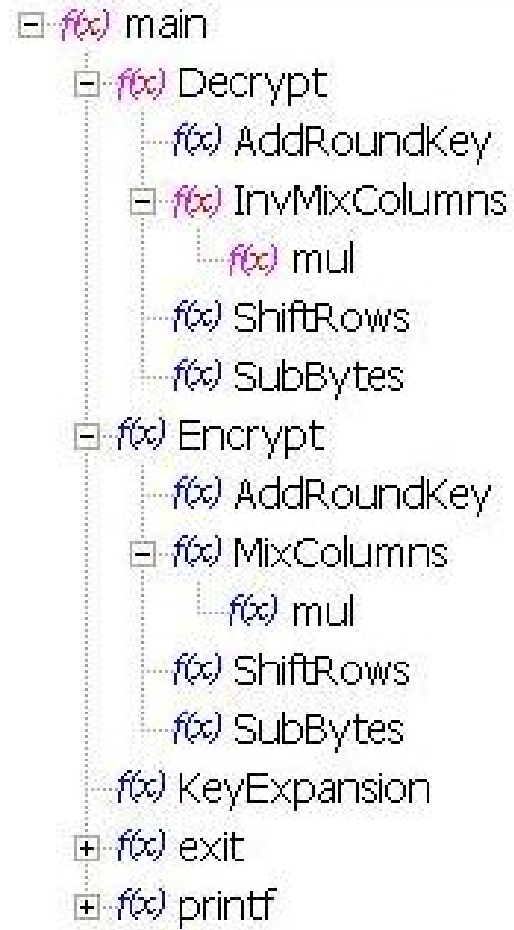 f(x) main
f(x) Decrypt
f(x) AddRoundKey
f(x) InvMixColumns
f(x) mul
f(x) ShiftRows
f(x) SubBytes
f(x) Encrypt
f(x) AddRoundKey
f(x) MixColumns
f(x) mul
f(x) ShiftRows
f(x) SubBytes
f(x) KeyExpansion
f(x) exit
f(x) printf